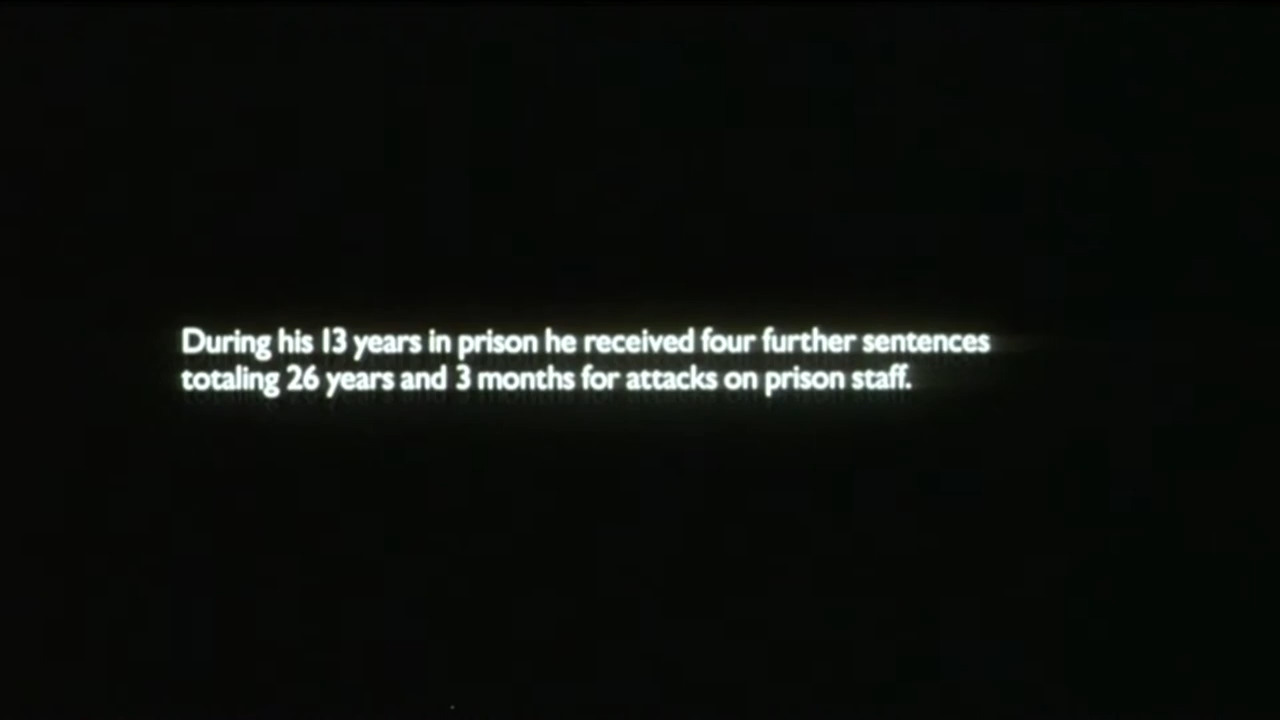 During his 13 years in prison he received four further sentences
totaling 26 years and 3 months for attacks on prison staff.